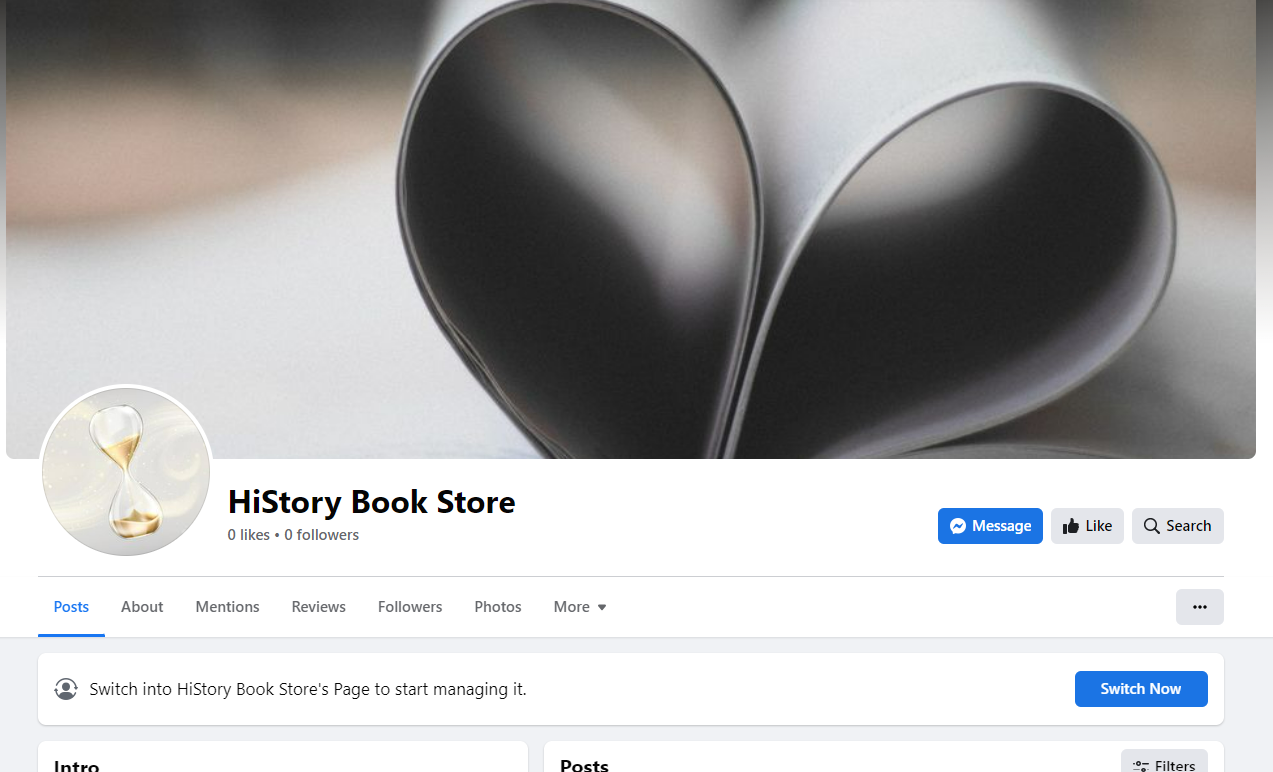 HiStory Book Store
0 likes • 0 followers
Message Like Search
Posts About Mentions Reviews Followers Photos More
Switch into HiStory Book Store's Page to start managing it.
Switch Now
Intro
Posts
Filters